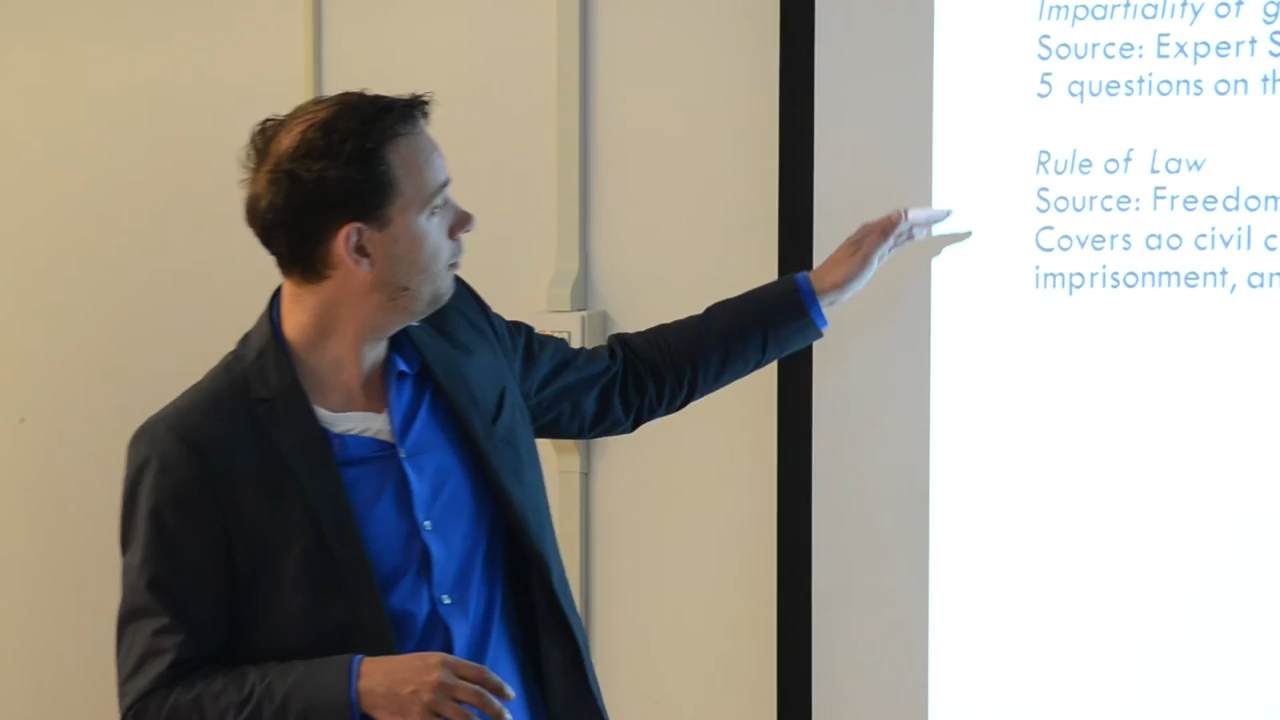 Impartiality of g
Source: Expert S
5 questions on th
Rule of Law
Source: Freedom
Covers ao civil c
imprisonment, an